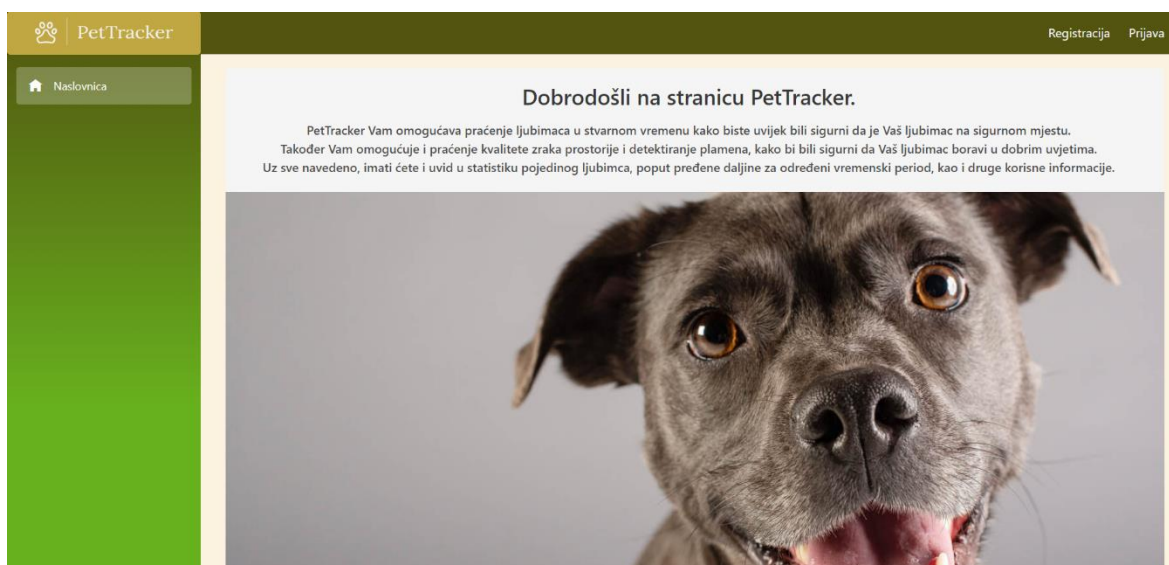 PetTracker
Registracija Prijava
Naslovnica
Dobrodošli na stranicu PetTracker.
PetTracker Vam omogućava praćenje ljubimaca u stvarnom vremenu kako biste uvijek bili sigurni da je Vaš ljubimac na sigurnom mjestu.
Također Vam omogućuje i praćenje kvalitete zraka prostorije i detektiranje plamena, kako bi bili sigurni da Vaš ljubimac boravi u dobrim uvjetima.
Uz sve navedeno, imati ćete i uvid u statistiku pojedinog ljubimca, poput pređene daljine za određeni vremenski period, kao i druge korisne informacije.